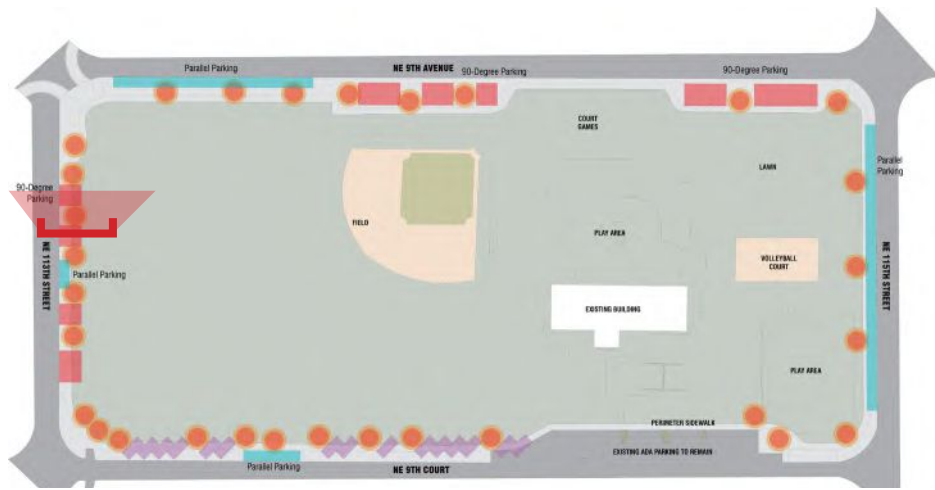 Parallel Parking
NE 9TH AVENUE
90-Degree Parking
90-Degree Parking
COURT
GAMES
LAWN
Parallel
Parking
90-Degree
Parking
FIELD
PLAY AREA
VOLLEYBALL
COURT
NE 113TH STREET
Parallel Parking
NE 115TH STREET
EXISTING BUILDING
PLAY AREA
PERIMETER SIDEWALK
EXISTING ADA PARKING TO REMAIN
Parallel Parking
NE 9TH COURT